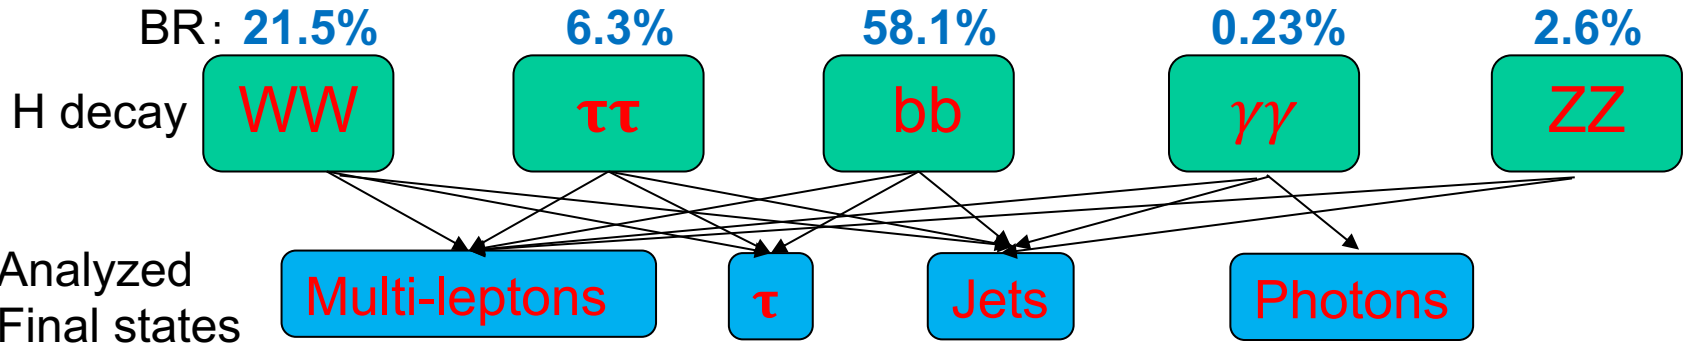 BR: 21.5% 6.3% 58.1% 0.23% 2.6%
H decay WW ττ bb γγ ZZ
Analyzed
Final states
Multi-leptons τ Jets Photons